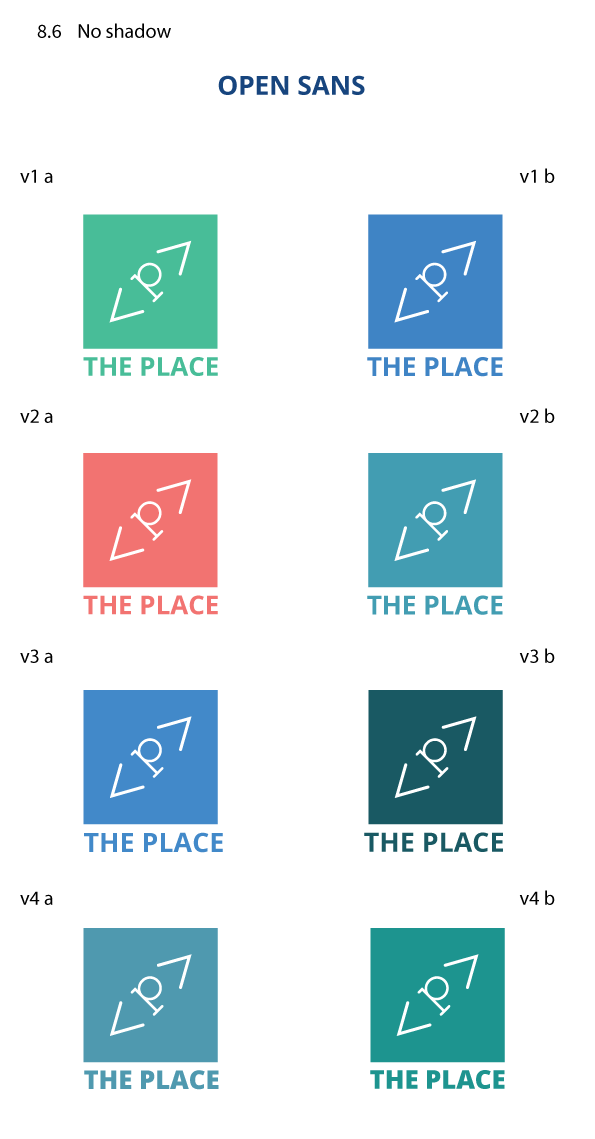 8.6 No shadow
OPEN SANS
v1 a
v1 b
p
p
THE PLACE
THE PLACE
v2 a
v2 b
p
p
THE PLACE
THE PLACE
v3 a
v3 b
p
p
THE PLACE
THE PLACE
v4 a
v4 b
p
p
THE PLACE
THE PLACE